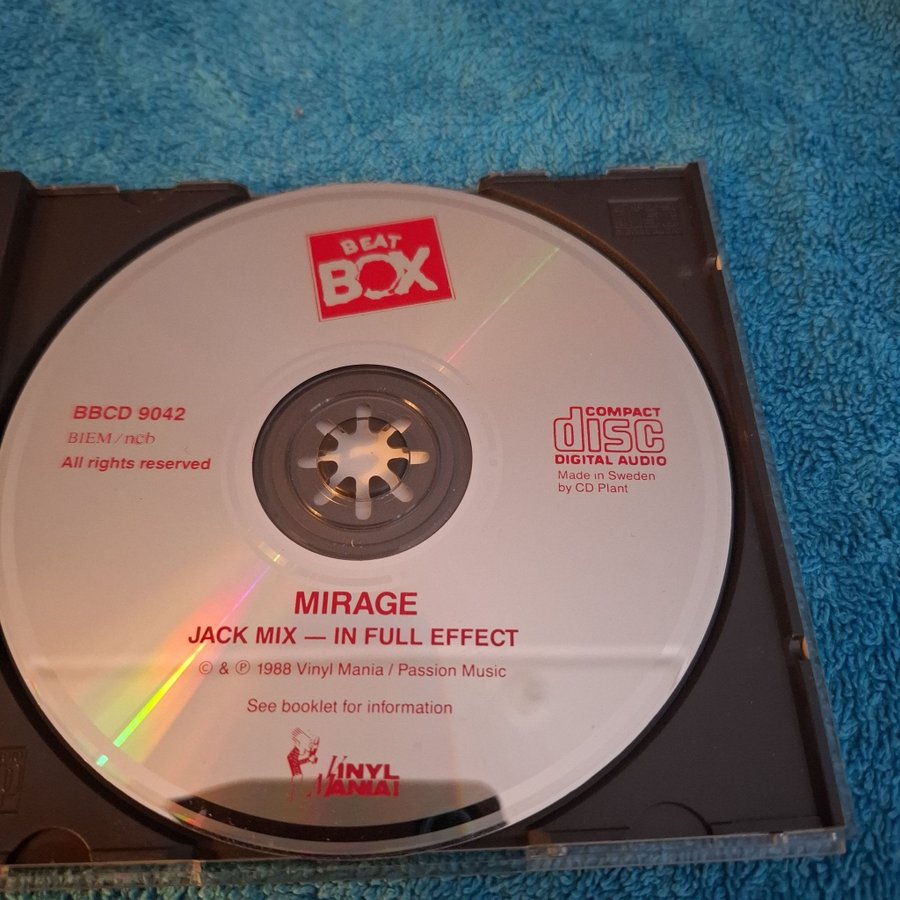 BEAT
BOX
BBCD 9042
BIEM / ncb
All rights reserved
COMPACT
disc
DIGITAL AUDIO
Made in Sweden
by CD Plant
MIRAGE
JACK MIX — IN FULL EFFECT
© & ℗ 1988 Vinyl Mania / Passion Music
See booklet for information
VINYL
MANIA!